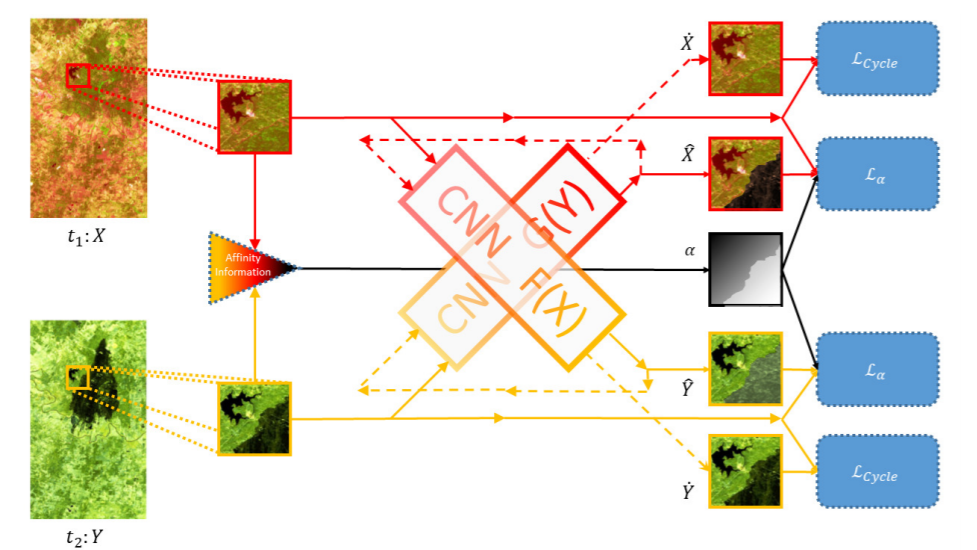 Ẋ
ℒ_Cycle
X̂
ℒ_α
t₁: X
CNN G(Y)
Affinity
Information
α
CNN F(X)
Ŷ
ℒ_α
Ẏ
ℒ_Cycle
t₂: Y